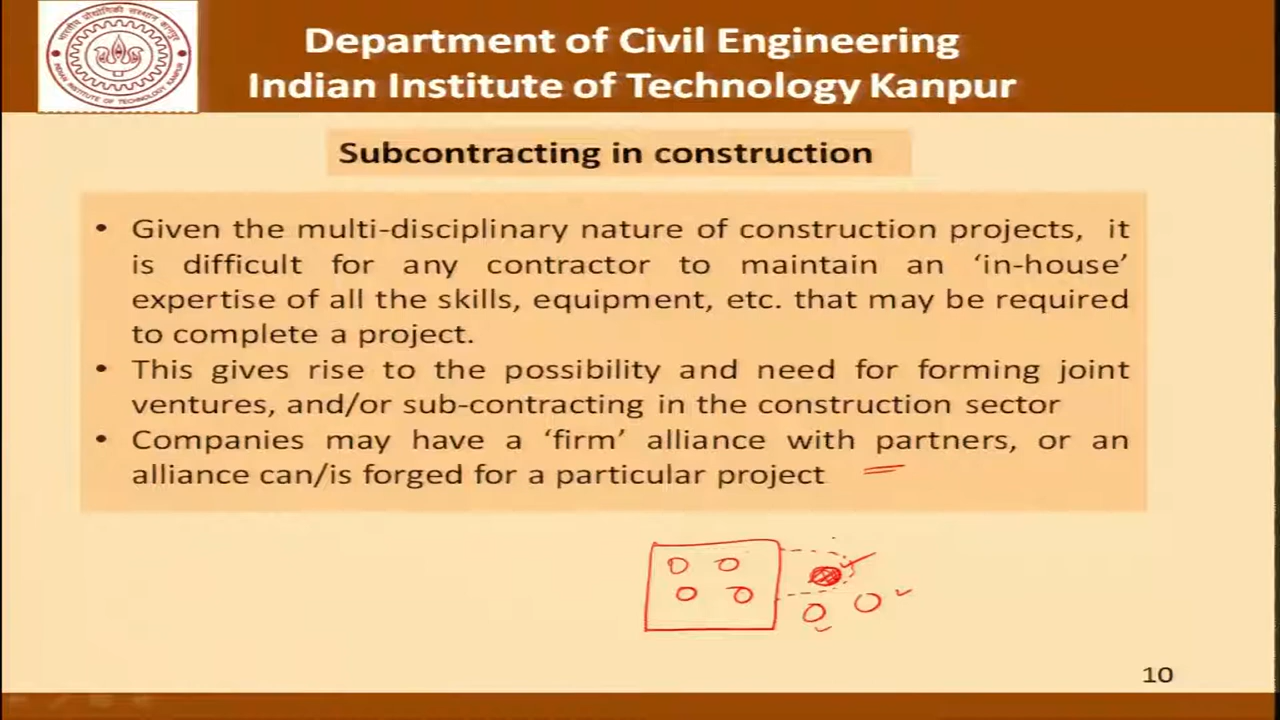 Department of Civil Engineering
Indian Institute of Technology Kanpur
Subcontracting in construction
• Given the multi-disciplinary nature of construction projects, it
is difficult for any contractor to maintain an ‘in-house’
expertise of all the skills, equipment, etc. that may be required
to complete a project.
• This gives rise to the possibility and need for forming joint
ventures, and/or sub-contracting in the construction sector
• Companies may have a ‘firm’ alliance with partners, or an
alliance can/is forged for a particular project
10